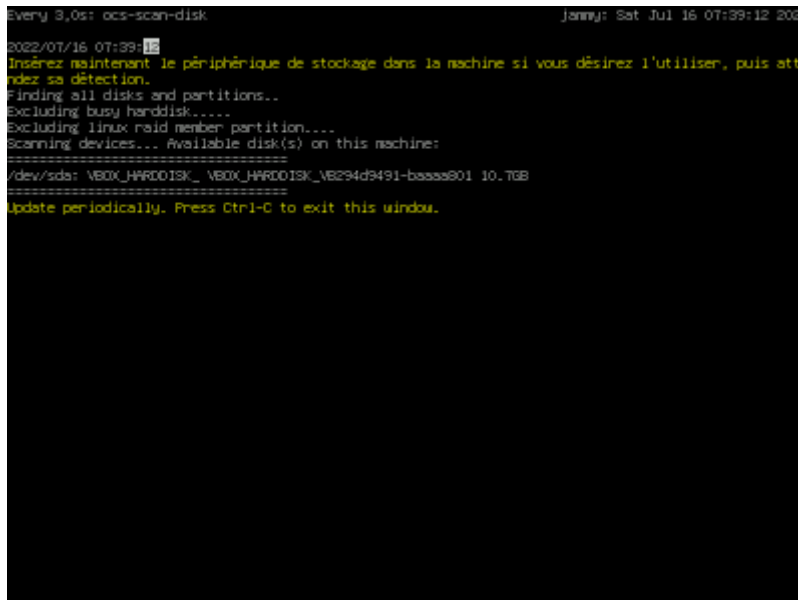 Every 3,0s: ocs-scan-disk jammy: Sat Jul 16 07:39:12 202
2022/07/16 07:39:12
Insérez maintenant le périphérique de stockage dans la machine si vous désirez l'utiliser, puis att
ndez sa détection.
Finding all disks and partitions..
Excluding busy harddisk.....
Excluding linux raid member partition....
Scanning devices... Available disk(s) on this machine:
===================================
/dev/sda: VBOX_HARDDISK_ VBOX_HARDDISK_VB294d9491-baaaa801 10.7GB
===================================
Update periodically. Press Ctrl-C to exit this window.